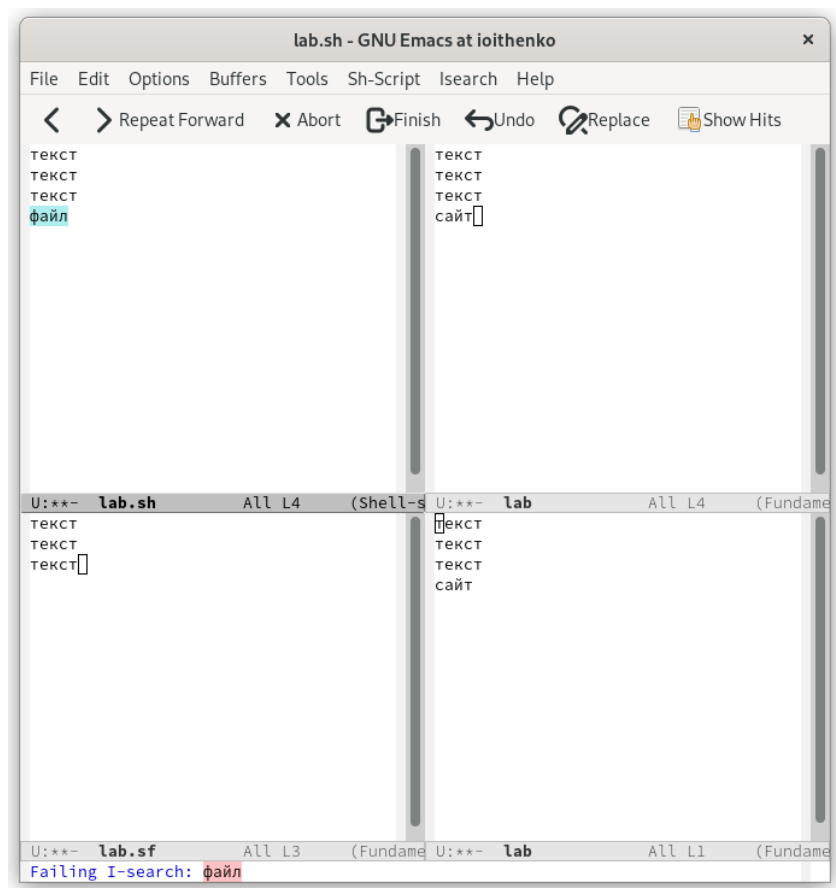 lab.sh - GNU Emacs at ioithenko
File Edit Options Buffers Tools Sh-Script Isearch Help
Repeat Forward Abort Finish Undo Replace Show Hits
текст
текст
текст
файл
U:**- lab.sh All L4 (Shell-s
текст
текст
текст
сайт
U:**- lab All L4 (Fundame
текст
текст
текст
U:**- lab.sf All L3 (Fundame
текст
текст
текст
сайт
U:**- lab All L1 (Fundame
Failing I-search: файл